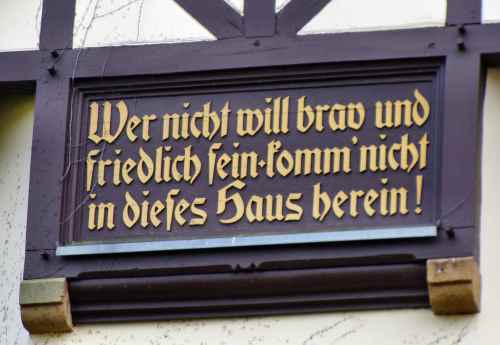 Wer nicht will brav und
friedlich sein·komm' nicht
in dieses Haus herein!